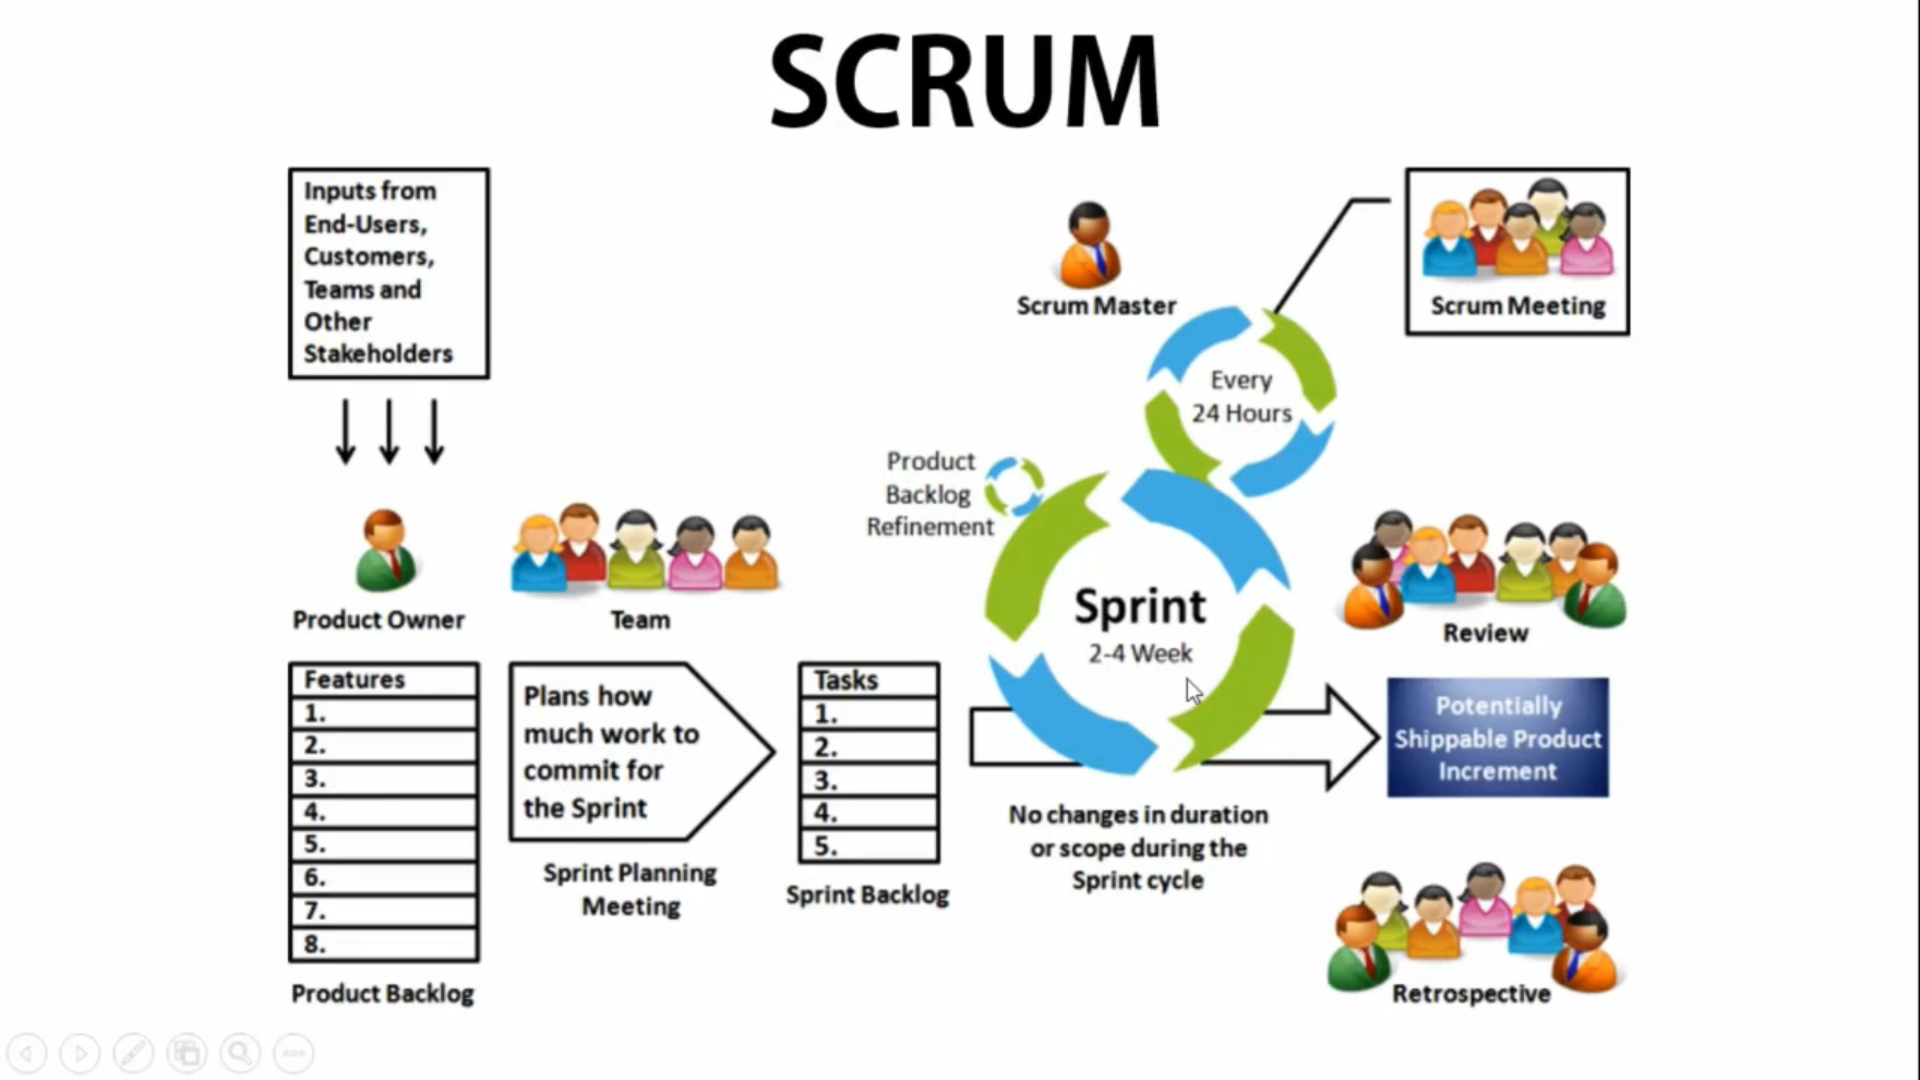 SCRUM
Inputs from
End-Users,
Customers,
Teams and
Other
Stakeholders
Scrum Master
Scrum Meeting
Every
24 Hours
Product
Backlog
Refinement
Product Owner
Team
Sprint
2-4 Week
Review
Features
1.
2.
3.
4.
5.
6.
7.
8.
Product Backlog
Plans how
much work to
commit for
the Sprint
Sprint Planning
Meeting
Tasks
1.
2.
3.
4.
5.
Sprint Backlog
No changes in duration
or scope during the
Sprint cycle
Potentially
Shippable Product
Increment
Retrospective